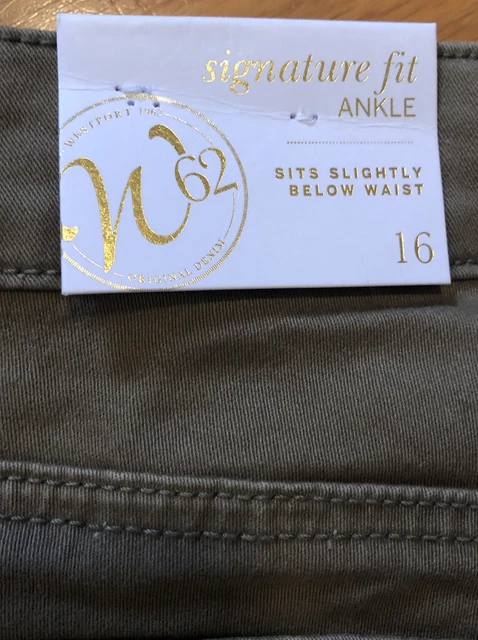 signature fit
ANKLE
SITS SLIGHTLY
BELOW WAIST
16
WESTPORT 1962
W 62
ORIGINAL DENIM